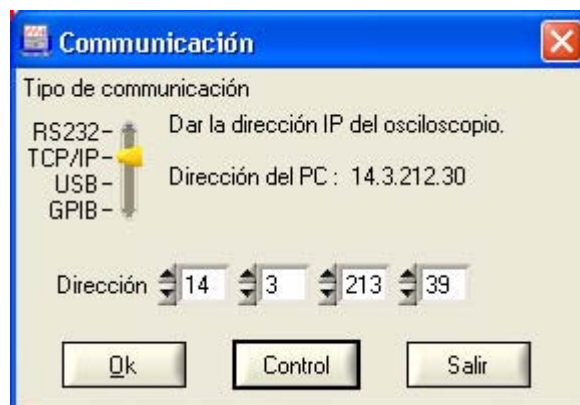 Communicación
Tipo de communicación
RS232
TCP/IP
USB
GPIB
Dar la dirección IP del osciloscopio.
Dirección del PC : 14.3.212.30
Dirección 14 3 213 39
Ok Control Salir